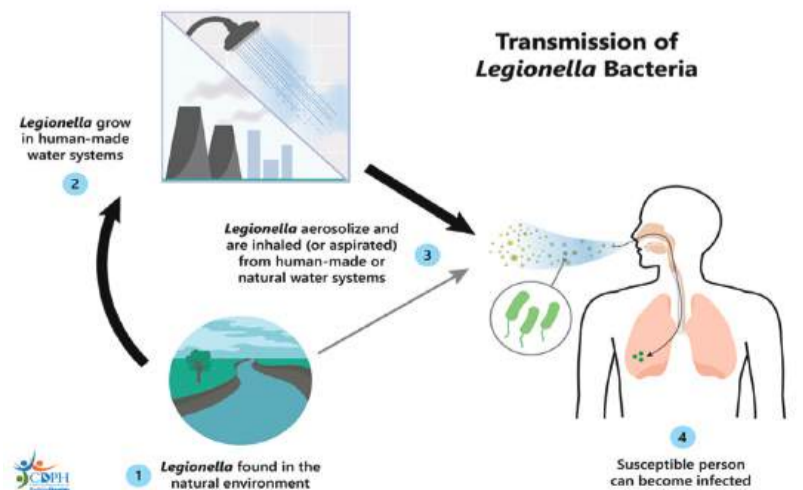 Transmission of
Legionella Bacteria
Legionella grow
in human-made
water systems
2
Legionella aerosolize and
are inhaled (or aspirated)
from human-made or
natural water systems
3
1
Legionella found in the
natural environment
4
Susceptible person
can become infected
CDPH